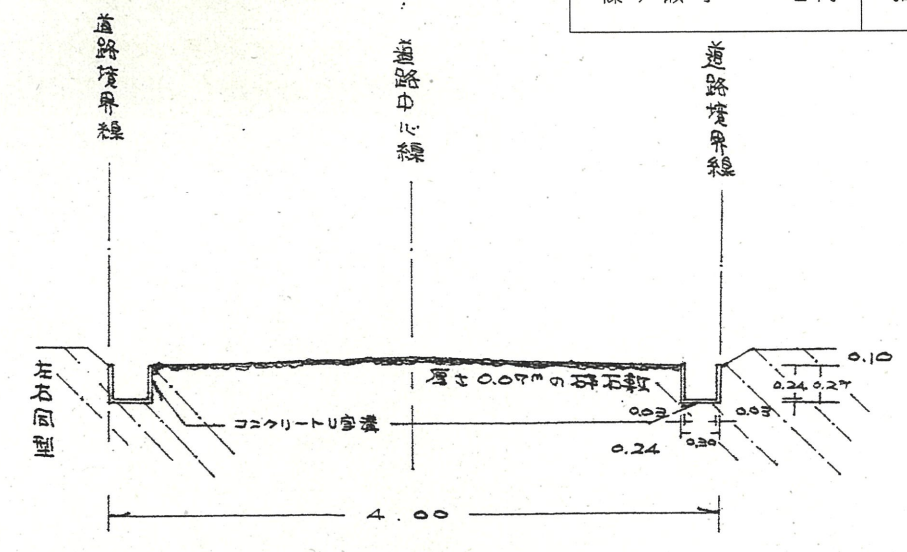 道路境界線
道路中心線
道路境界線
0.10
厚さ0.07mの砕石敷
0.24
0.27
左右同型
コンクリートU字溝
0.03
0.03
0.30
0.24
4.00